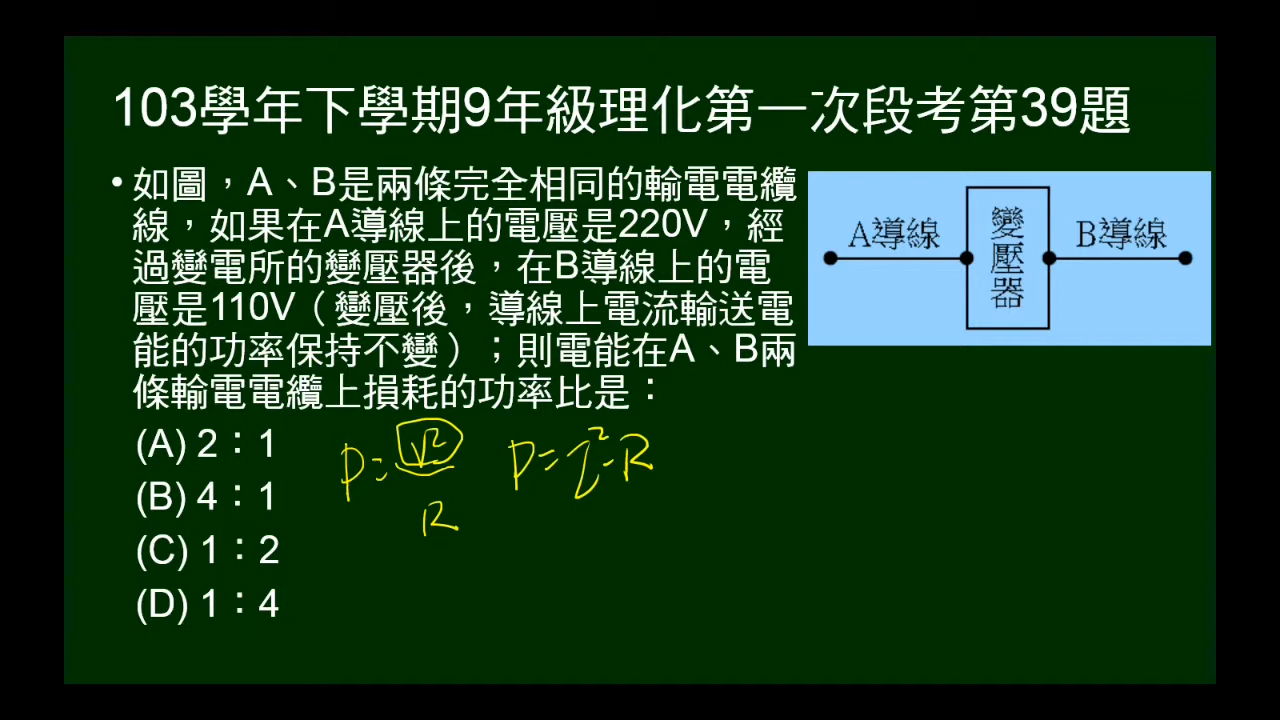 103學年下學期9年級理化第一次段考第39題
•如圖，A、B是兩條完全相同的輸電電纜
線，如果在A導線上的電壓是220V，經
過變電所的變壓器後，在B導線上的電
壓是110V（變壓後，導線上電流輸送電
能的功率保持不變）；則電能在A、B兩
條輸電電纜上損耗的功率比是：
(A) 2：1
(B) 4：1
(C) 1：2
(D) 1：4
A導線
變壓器
B導線
P=V²/R
P=I²R